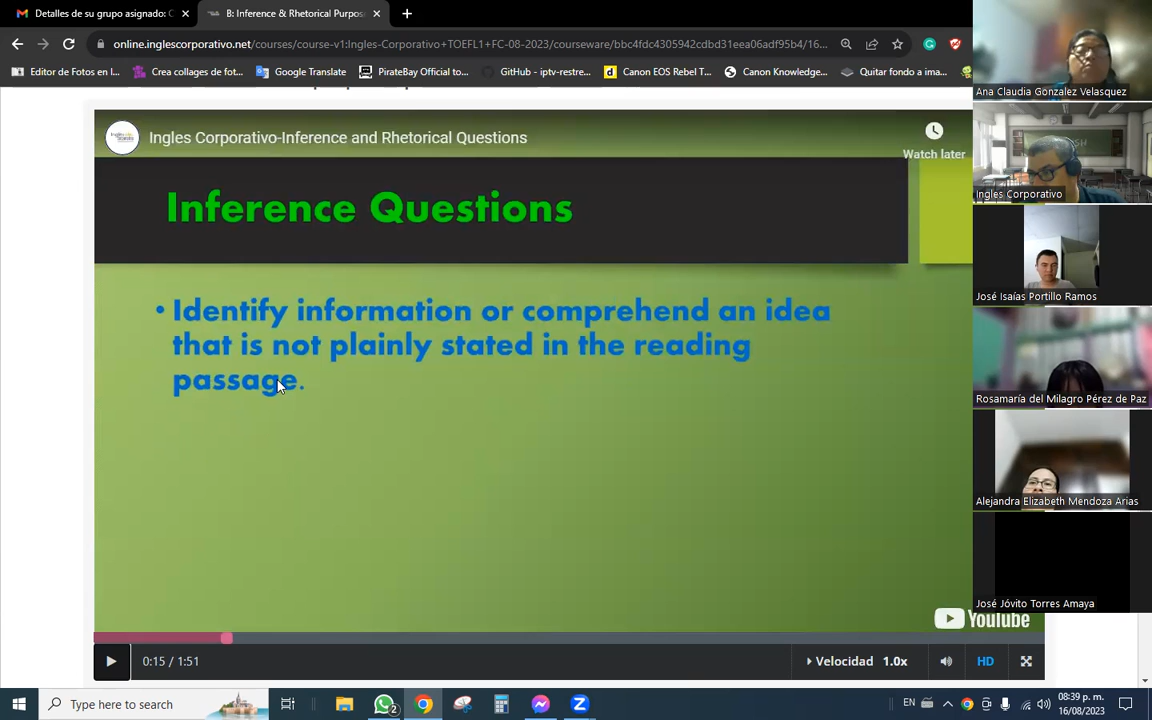 Detalles de su grupo asignado: C
B: Inference & Rhetorical Purpos
online.inglescorporativo.net/courses/course-v1:Ingles-Corporativo+TOEFL1+FC-08-2023/courseware/bbc4fdc4305942cdbd31eea06adf95b4/16...
Editor de Fotos en l...
Crea collages de fot...
Google Translate
PirateBay Official to...
GitHub - iptv-restre...
Canon EOS Rebel T...
Canon Knowledge...
Quitar fondo a ima...
Ingles Corporativo-Inference and Rhetorical Questions
Watch later
Inference Questions
• Identify information or comprehend an idea
that is not plainly stated in the reading
passage.
YouTube
0:15 / 1:51
Velocidad 1.0x
HD
Ana Claudia Gonzalez Velasquez
Ingles Corporativo
José Isaías Portillo Ramos
Rosamaría del Milagro Pérez de Paz
Alejandra Elizabeth Mendoza Arias
José Jóvito Torres Amaya
Type here to search
2
EN
08:39 p. m.
16/08/2023